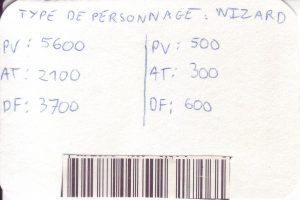 TYPE DE PERSONNAGE: WIZARD
PV: 5600
AT: 2100
DF: 3700
PV: 500
AT: 300
DF: 600